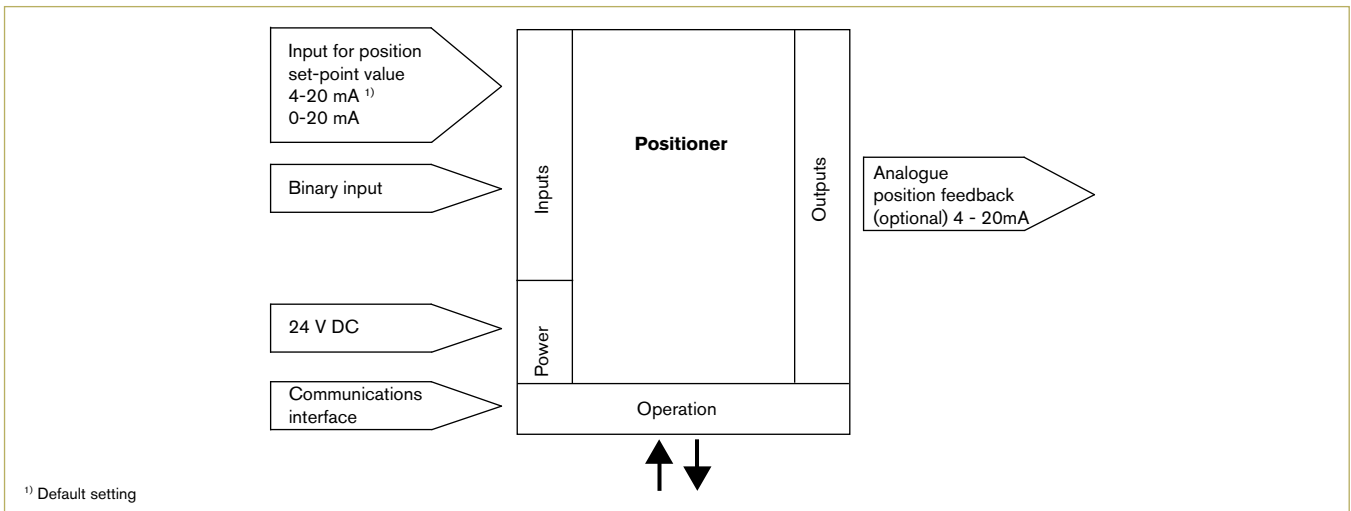 Input for position
set-point value
4-20 mA 1)
0-20 mA
Binary input
24 V DC
Communications
interface
Inputs
Power
Positioner
Outputs
Operation
Analogue
position feedback
(optional) 4 - 20mA
1) Default setting